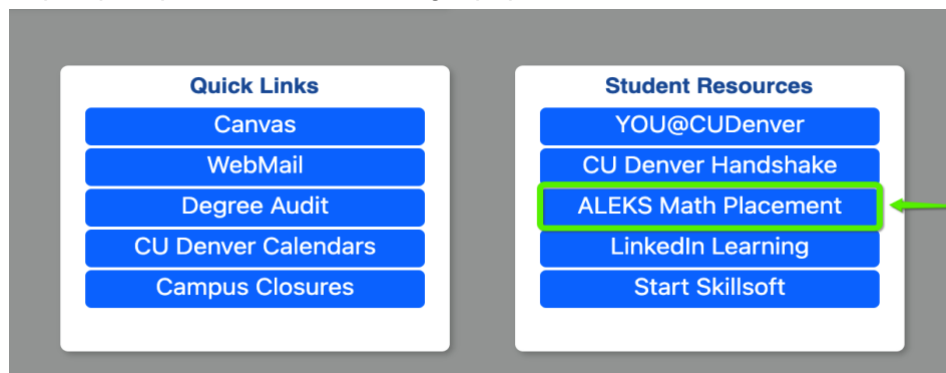 Quick Links
Canvas
WebMail
Degree Audit
CU Denver Calendars
Campus Closures
Student Resources
YOU@CUDenver
CU Denver Handshake
ALEKS Math Placement
LinkedIn Learning
Start Skillsoft